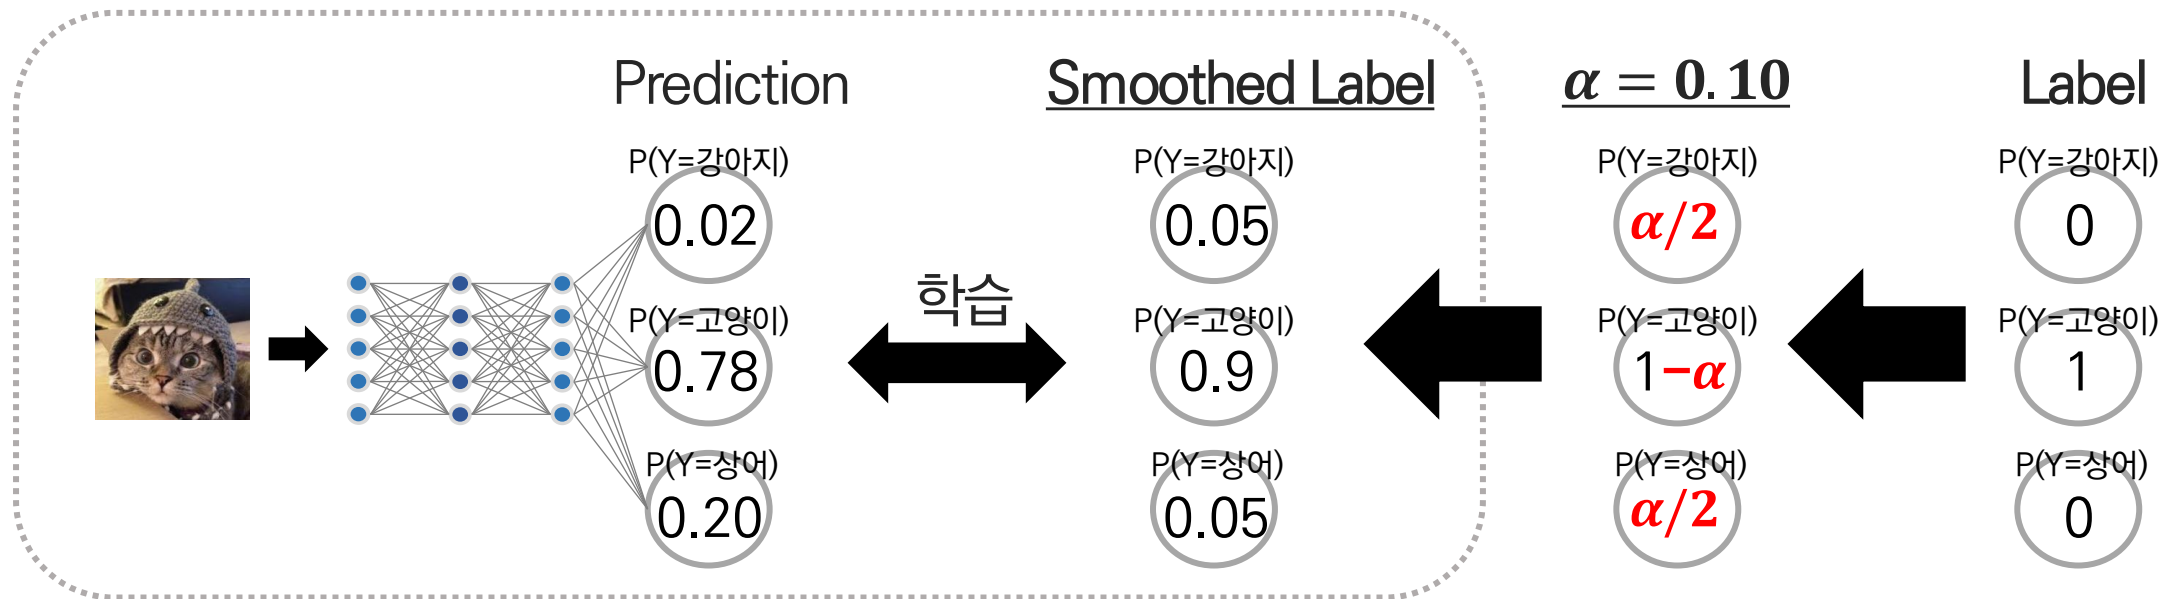 Prediction
Smoothed Label
α = 0.10
Label
P(Y=강아지)
P(Y=강아지)
P(Y=강아지)
P(Y=강아지)
0.02
0.05
α/2
0
학습
P(Y=고양이)
P(Y=고양이)
P(Y=고양이)
P(Y=고양이)
0.78
0.9
1−α
1
P(Y=상어)
P(Y=상어)
P(Y=상어)
P(Y=상어)
0.20
0.05
α/2
0